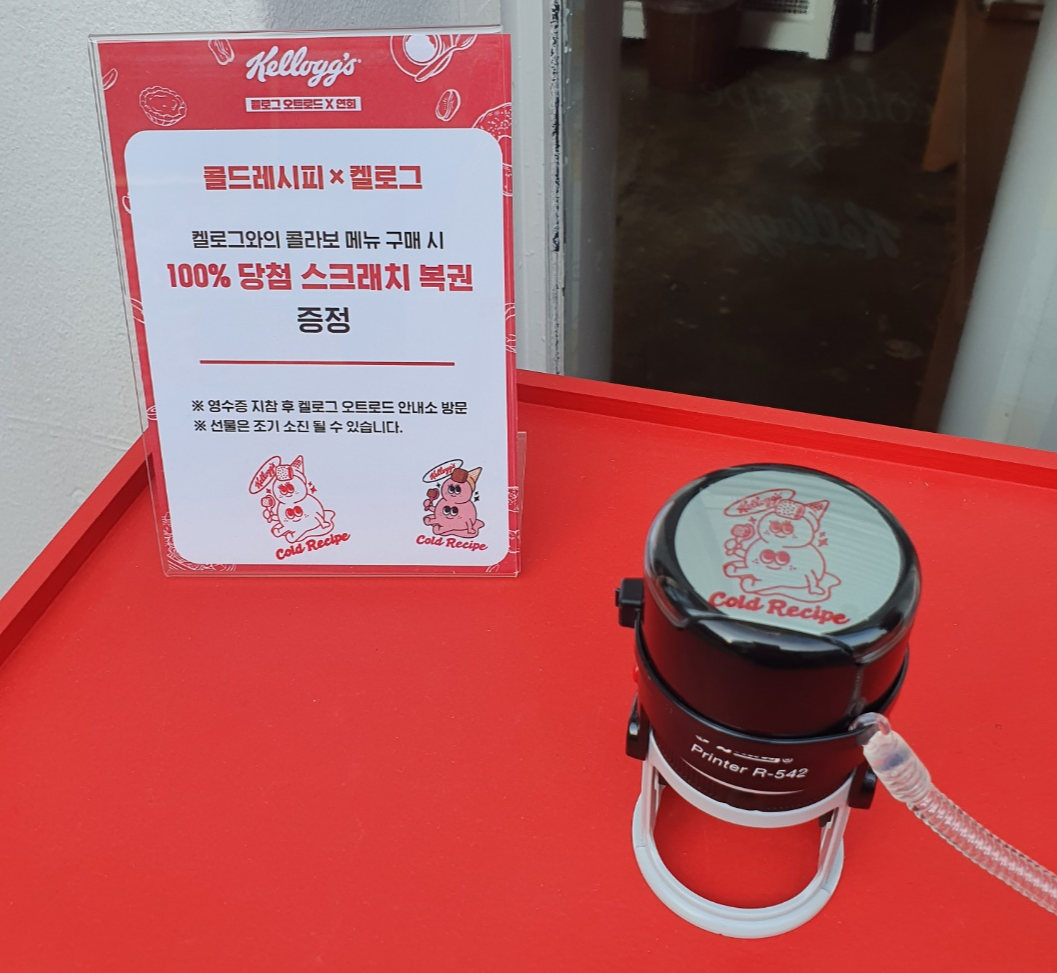 Kellogg's
켈로그 오트로드 X 연희
콜드레시피 × 켈로그
켈로그와의 콜라보 메뉴 구매 시
100% 당첨 스크래치 복권
증정
※ 영수증 지참 후 켈로그 오트로드 안내소 방문
※ 선물은 조기 소진 될 수 있습니다.
Kellogg's
Cold Recipe
Kellogg's
Cold Recipe
Kellogg's
Cold Recipe
Printer R-542